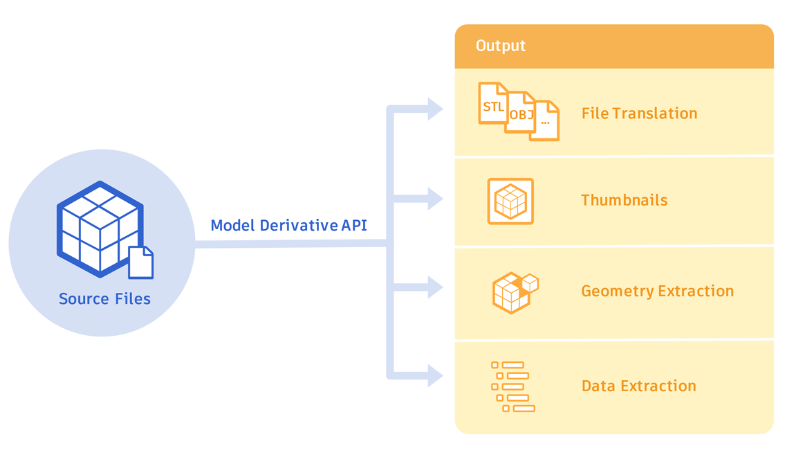 Output
STL
OBJ
...
File Translation
Thumbnails
Model Derivative API
Geometry Extraction
Source Files
Data Extraction